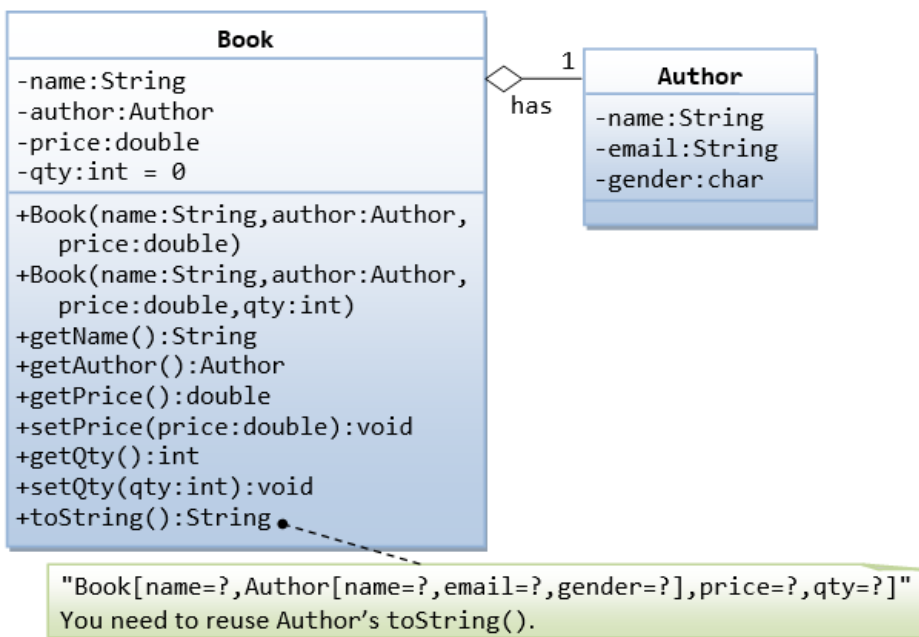 Book
-name:String
-author:Author
-price:double
-qty:int = 0
+Book(name:String,author:Author,
price:double)
+Book(name:String,author:Author,
price:double,qty:int)
+getName():String
+getAuthor():Author
+getPrice():double
+setPrice(price:double):void
+getQty():int
+setQty(qty:int):void
+toString():String
1
has
Author
-name:String
-email:String
-gender:char
"Book[name=?,Author[name=?,email=?,gender=?],price=?,qty=?]"
You need to reuse Author's toString().